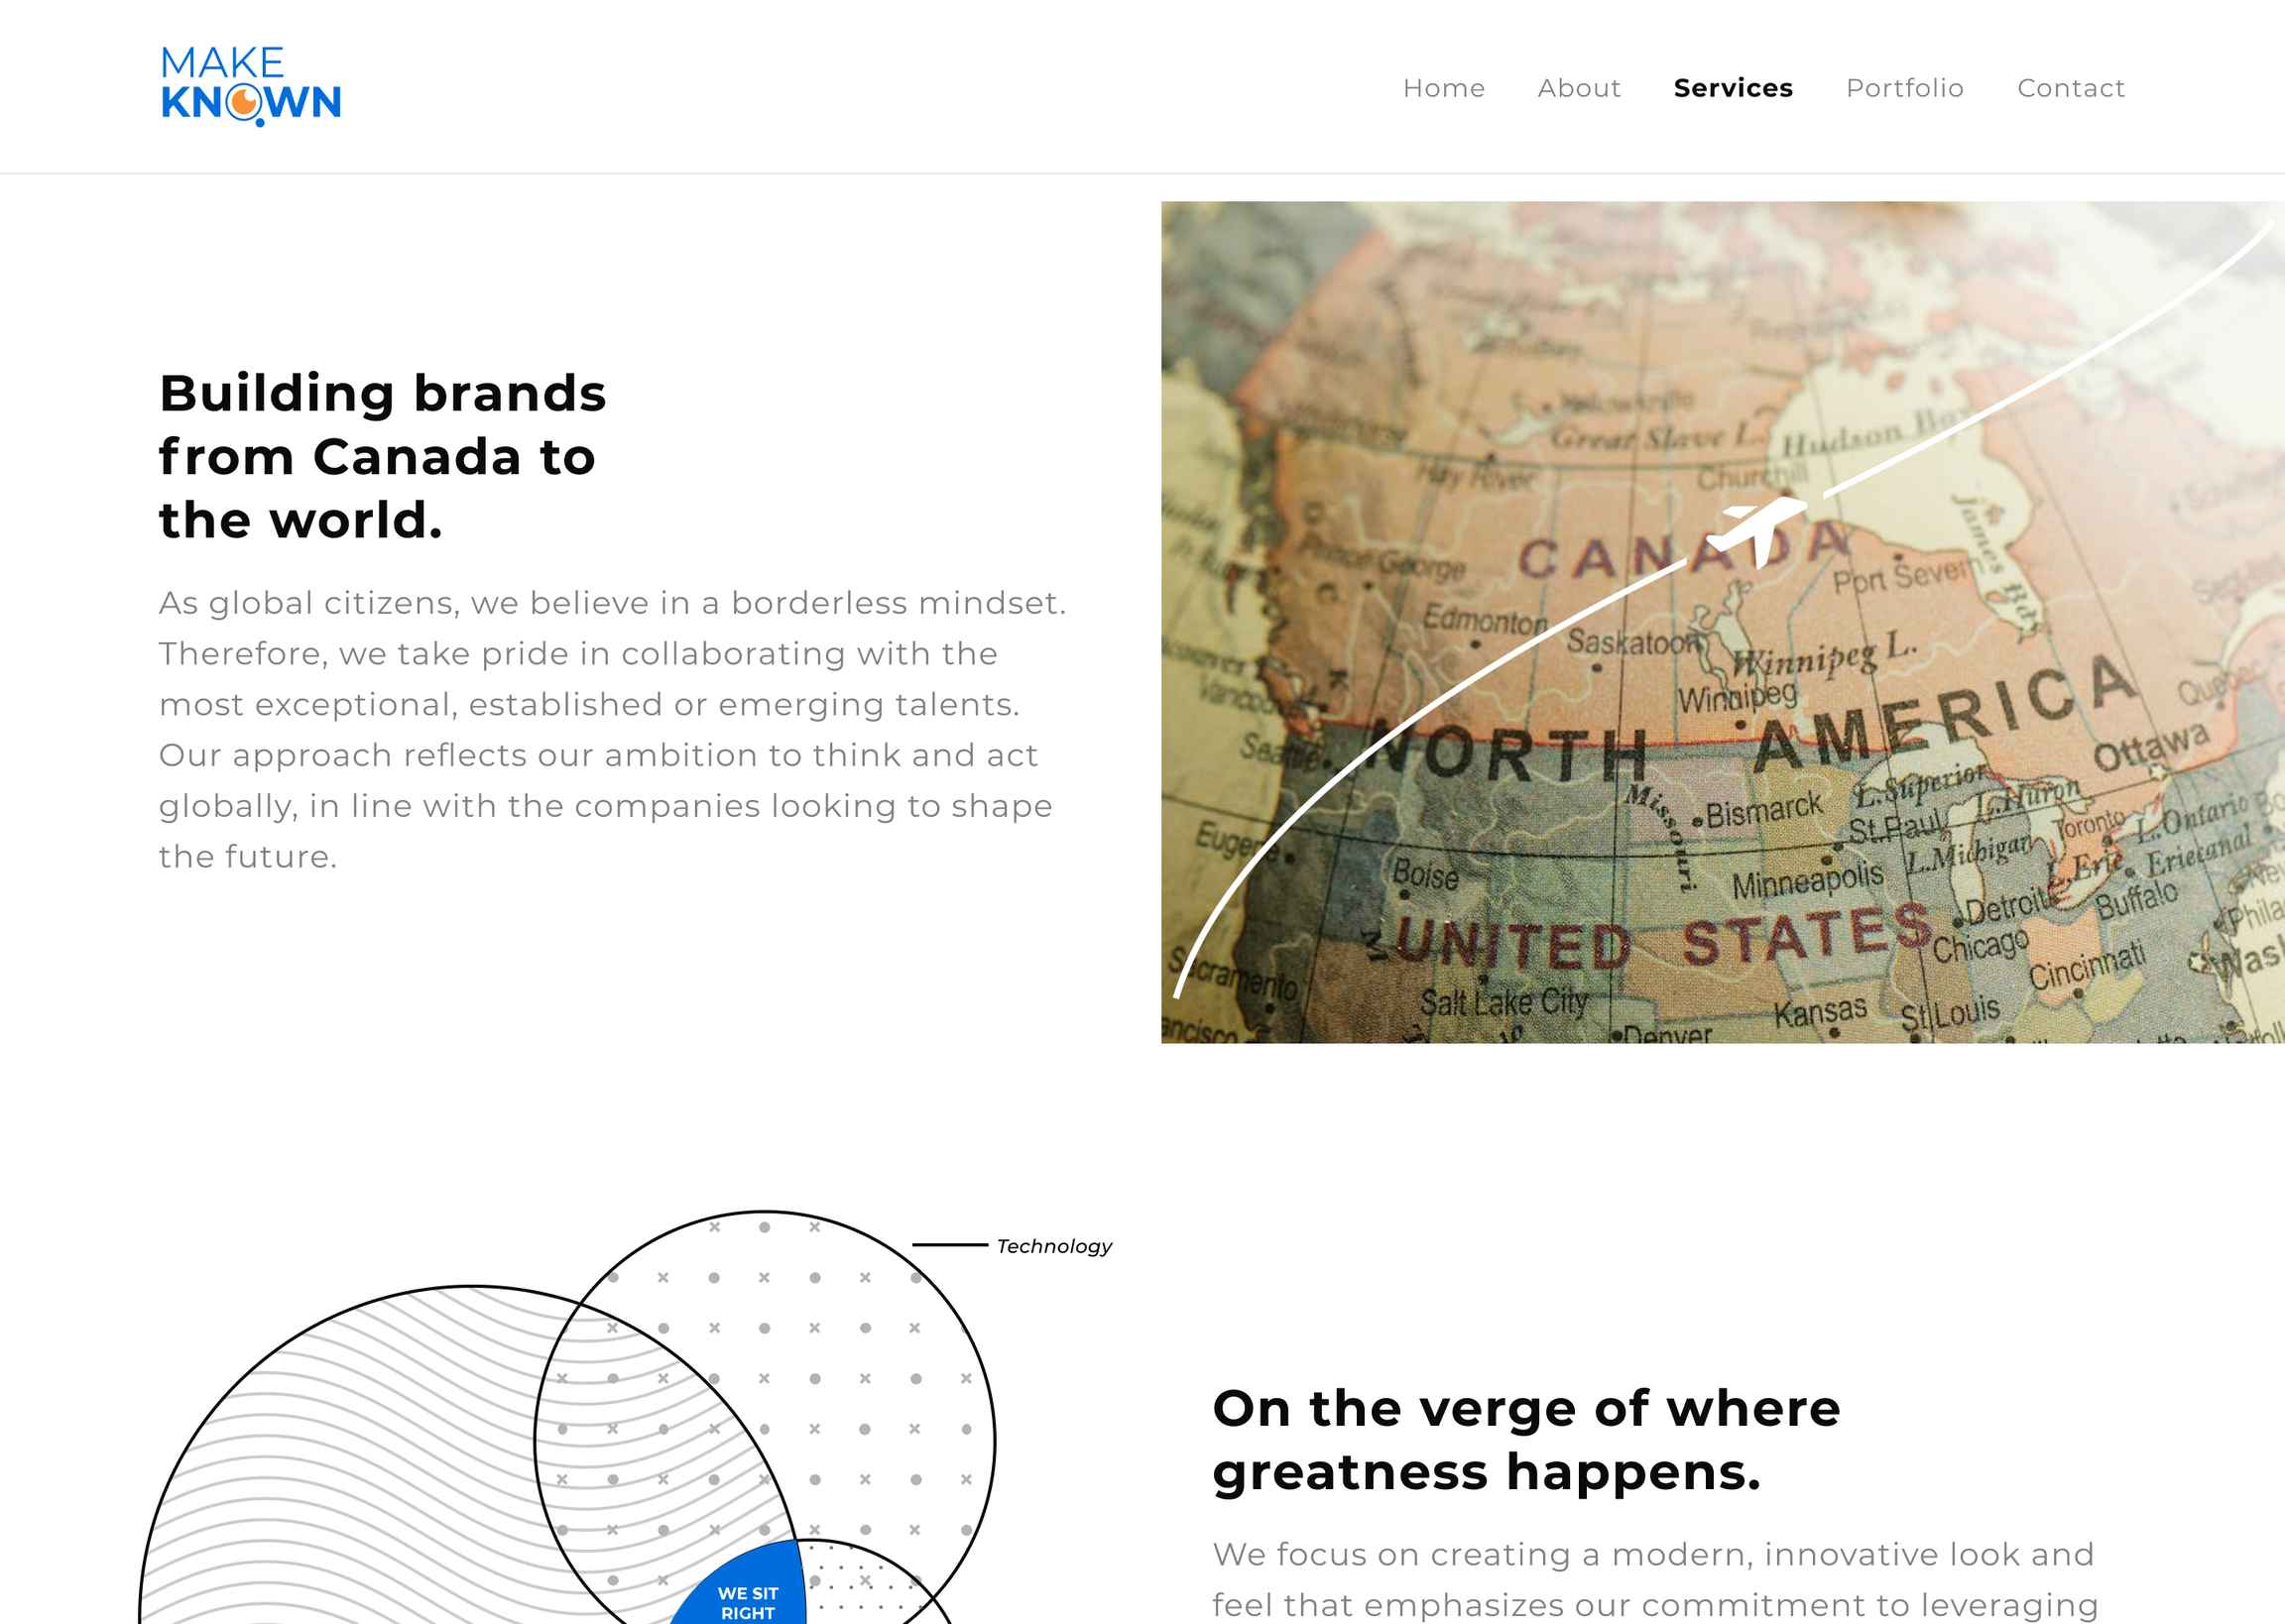 MAKE
KNOWN
Home About Services Portfolio Contact
Building brands
from Canada to
the world.
As global citizens, we believe in a borderless mindset.
Therefore, we take pride in collaborating with the
most exceptional, established or emerging talents.
Our approach reflects our ambition to think and act
globally, in line with the companies looking to shape
the future.
Yellowknife
Great Slave L.
Hudson Bay
Hay River
Churchill
CANADA
Prince George
Port Severn
James Bay
Edmonton
Saskatoon
Winnipeg L.
Winnipeg
NORTH AMERICA
Ottawa
Missouri
Bismarck
L.Superior
L.Huron
St.Paul
Toronto
L.Ontario
Eugene
Boise
Minneapolis
L.Michigan
L.Erie
Eriecanal
UNITED STATES
Detroit
Buffalo
Chicago
Cincinnati
Sacramento
Salt Lake City
Kansas
St Louis
Denver
Technology
WE SIT
RIGHT
On the verge of where
greatness happens.
We focus on creating a modern, innovative look and
feel that emphasizes our commitment to leveraging